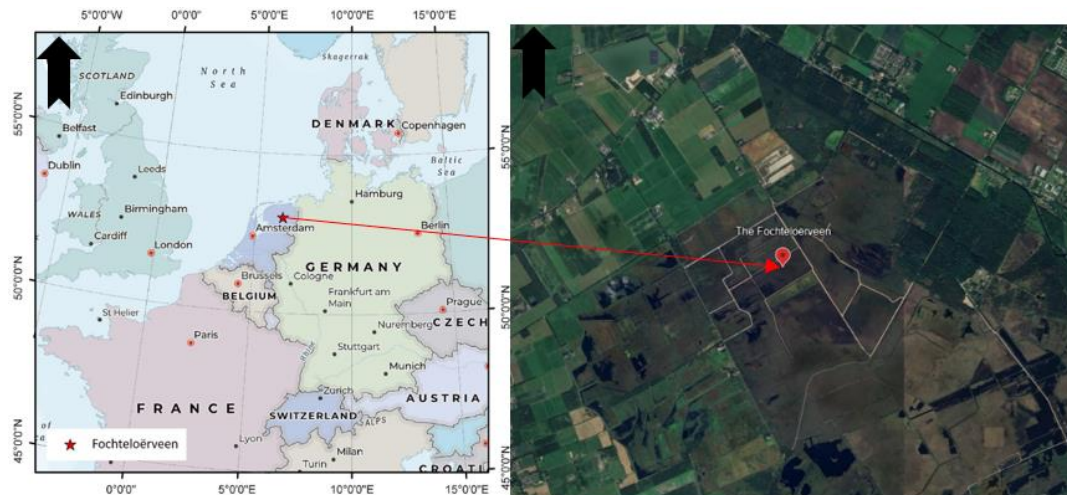 5°0'0"W
0°0'0"
5°0'0"E
10°0'0"E
15°0'0"E
55°0'0"N
50°0'0"N
45°0'0"N
SCOTLAND
Edinburgh
Belfast
Dublin
Leeds
WALES
Birmingham
Cardiff
London
North
Sea
Skagerrak
DENMARK
Copenhagen
Baltic
Sea
Hamburg
Amsterdam
Berlin
GERMANY
Brussels
BELGIUM
Cologne
Frankfurt am
Main
Prague
CZECH
Nuremberg
Rhine
St Helier
Paris
Stuttgart
Munich
FRANCE
Zurich
SWITZERLAND
AUSTRIA
ALPS
Lyon
Milan
Turin
CROATI
of
Fochteloërveen
0°0'0"
5°0'0"E
10°0'0"E
15°0'0"E
55°0'0"N
50°0'0"N
45°0'0"N
The Fochteloërveen